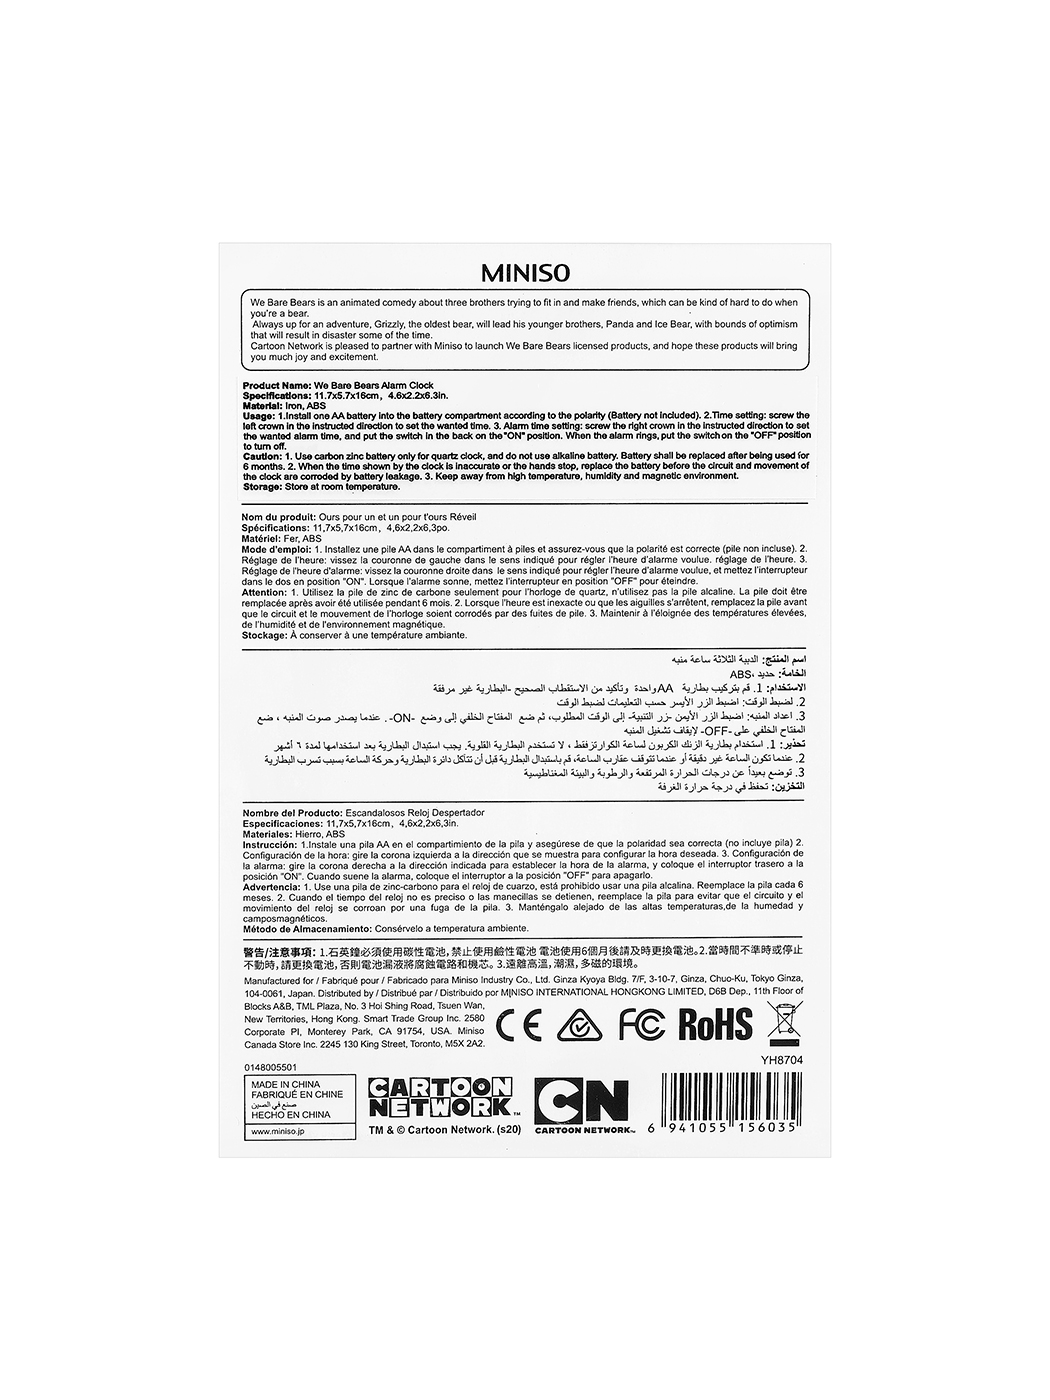 MINISO
We Bare Bears is an animated comedy about three brothers trying to fit in and make friends, which can be kind of hard to do when
you're a bear.
Always up for an adventure, Grizzly, the oldest bear, will lead his younger brothers, Panda and Ice Bear, with bounds of optimism
that will result in disaster some of the time.
Cartoon Network is pleased to partner with Miniso to launch We Bare Bears licensed products, and hope these products will bring
you much joy and excitement.
Product Name: We Bare Bears Alarm Clock
Specifications: 11.7x5.7x16cm, 4.6x2.2x6.3in.
Material: Iron, ABS
Usage: 1.Install one AA battery into the battery compartment according to the polarity (Battery not included). 2.Time setting: screw the
left crown in the instructed direction to set the wanted time. 3. Alarm time setting: screw the right crown in the instructed direction to set
the wanted alarm time, and put the switch in the back on the "ON" position. When the alarm rings, put the switch on the "OFF" position
to turn off.
Caution: 1. Use carbon zinc battery only for quartz clock, and do not use alkaline battery. Battery shall be replaced after being used for
6 months. 2. When the time shown by the clock is inaccurate or the hands stop, replace the battery before the circuit and movement of
the clock are corroded by battery leakage. 3. Keep away from high temperature, humidity and magnetic environment.
Storage: Store at room temperature.
Nom du produit: Ours pour un et un pour t'ours Réveil
Spécifications: 11,7x5,7x16cm, 4,6x2,2x6,3po.
Matériel: Fer, ABS
Mode d'emploi: 1. Installez une pile AA dans le compartiment à piles et assurez-vous que la polarité est correcte (pile non incluse). 2.
Réglage de l'heure: vissez la couronne de gauche dans le sens indiqué pour régler l'heure d'alarme voulue. réglage de l'heure. 3.
Réglage de l'heure d'alarme: vissez la couronne droite dans le sens indiqué pour régler l'heure d'alarme voulue, et mettez l'interrupteur
dans le dos en position "ON". Lorsque l'alarme sonne, mettez l'interrupteur en position "OFF" pour éteindre.
Attention: 1. Utilisez la pile de zinc de carbone seulement pour l'horloge de quartz, n'utilisez pas la pile alcaline. La pile doit être
remplacée après avoir été utilisée pendant 6 mois. 2. Lorsque l'heure est inexacte ou que les aiguilles s'arrêtent, remplacez la pile avant
que le circuit et le mouvement de l'horloge soient corrodés par des fuites de pile. 3. Maintenir à l'éloignée des températures élevées,
de l'humidité et de l'environnement magnétique.
Stockage: À conserver à une température ambiante.
اسم المنتج: الدببة الثلاثة ساعة منبه
الخامة: حديد، ABS
الاستخدام: 1. قم بتركيب بطارية AA واحدة وتأكيد من الاستقطاب الصحيح -البطارية غير مرفقة
2. لضبط الوقت: اضبط الزر الأيسر حسب التعليمات لضبط الوقت
3. اعداد المنبه: اضبط الزر الأيمن -زر التنبية- إلى الوقت المطلوب، ثم ضع المفتاح الخلفي إلى وضع -ON- . عندما يصدر صوت المنبه ، ضع
المفتاح الخلفي على -OFF- لإيقاف تشغيل المنبه
تحذير: 1. استخدام بطارية الزنك الكربون لساعة الكوارتزفقط ، لا تستخدم البطارية القلوية. يجب استبدال البطارية بعد استخدامها لمدة ٦ أشهر
2. عندما تكون الساعة غير دقيقة أو عندما تتوقف عقارب الساعة، قم باستبدال البطارية قبل أن تتآكل دائرة البطارية وحركة الساعة بسبب تسرب البطارية
3. توضع بعيداً عن درجات الحرارة المرتفعة والرطوبة والبيئة المغناطيسية
التخزين: تحفظ في درجة حرارة الغرفة
Nombre del Producto: Escandalosos Reloj Despertador
Especificaciones: 11,7x5,7x16cm, 4,6x2,2x6,3in.
Materiales: Hierro, ABS
Instrucción: 1.Instale una pila AA en el compartimiento de la pila y asegúrese de que la polaridad sea correcta (no incluye pila) 2.
Configuración de la hora: gire la corona izquierda a la dirección que se muestra para configurar la hora deseada. 3. Configuración de
la alarma: gire la corona derecha a la dirección indicada para establecer la hora de la alarma, y coloque el interruptor trasero a la
posición "ON". Cuando suene la alarma, coloque el interruptor a la posición "OFF" para apagarlo.
Advertencia: 1. Use una pila de zinc-carbono para el reloj de cuarzo, está prohibido usar una pila alcalina. Reemplace la pila cada 6
meses. 2. Cuando el tiempo del reloj no es preciso o las manecillas se detienen, reemplace la pila para evitar que el circuito y el
movimiento del reloj se corroan por una fuga de la pila. 3. Manténgalo alejado de las altas temperaturas,de la humedad y
camposmagnéticos.
Método de Almacenamiento: Consérvelo a temperatura ambiente.
警告/注意事項: 1.石英鐘必須使用碳性電池, 禁止使用鹼性電池 電池使用6個月後請及時更換電池。2.當時間不準時或停止
不動時, 請更換電池, 否則電池漏液將腐蝕電路和機芯。3.遠離高溫, 潮濕, 多磁的環境。
Manufactured for / Fabriqué pour / Fabricado para Miniso Industry Co., Ltd. Ginza Kyoya Bldg. 7/F, 3-10-7, Ginza, Chuo-Ku, Tokyo Ginza,
104-0061, Japan. Distributed by / Distribué par / Distribuido por MINISO INTERNATIONAL HONGKONG LIMITED, D6B Dep., 11th Floor of
Blocks A&B, TML Plaza, No. 3 Hoi Shing Road, Tsuen Wan,
New Territories, Hong Kong. Smart Trade Group Inc. 2580
Corporate Pl, Monterey Park, CA 91754, USA. Miniso
Canada Store Inc. 2245 130 King Street, Toronto, M5X 2A2.
CE FC RoHS
YH8704
0148005501
MADE IN CHINA
FABRIQUÉ EN CHINE
صنع في الصين
HECHO EN CHINA
www.miniso.jp
CARTOON
NETWORK™
TM & © Cartoon Network. (s20)
CN
CARTOON NETWORK™
6 941055 156035